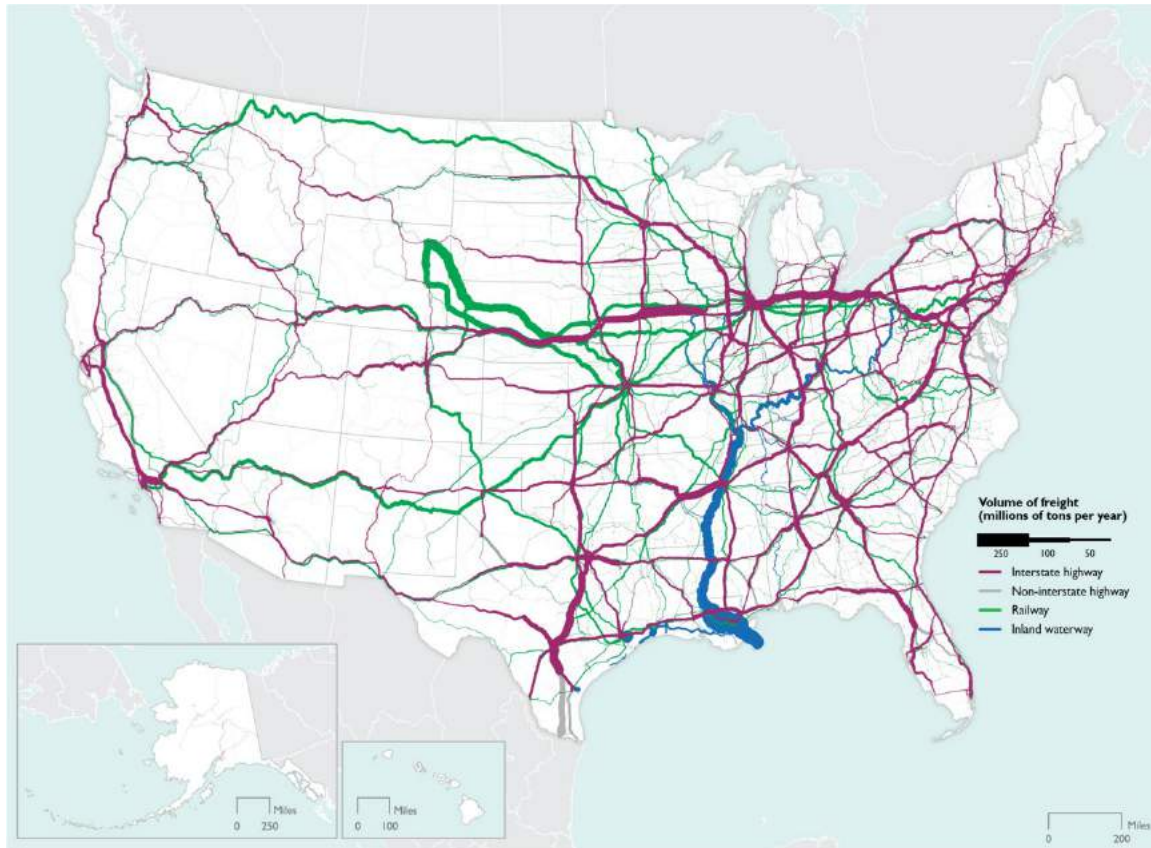 Volume of freight
(millions of tons per year)
250 100 50
Interstate highway
Non-interstate highway
Railway
Inland waterway
Miles
0 250
Miles
0 100
Miles
0 200